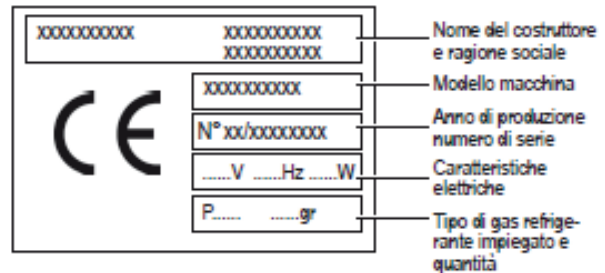 xxxxxxxxxx xxxxxxxxxx
xxxxxxxxxx
Nome del costruttore
e ragione sociale
xxxxxxxxxx
Modello macchina
CE
N° xx/xxxxxxxx
Anno di produzione
numero di serie
.......V ......Hz ......W
Caratteristiche
elettriche
P...... ......gr
Tipo di gas refrige-
rante impiegato e
quantità